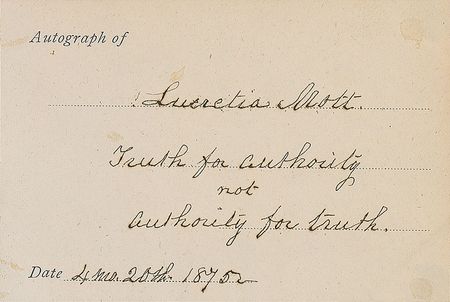 Autograph of
Lucretia Mott.
Truth for authority
not
authority for truth.
Date 4 mo. 20th. 1875